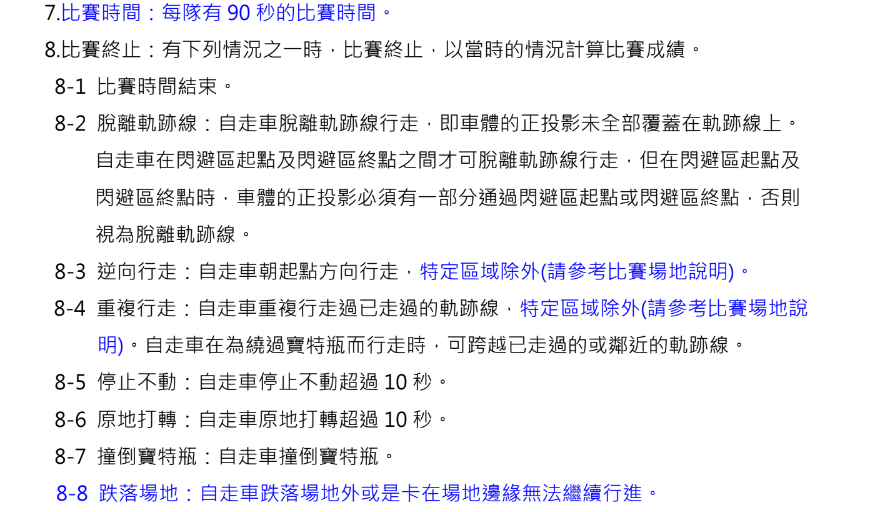 7.比賽時間：每隊有 90 秒的比賽時間。
8.比賽終止：有下列情況之一時，比賽終止，以當時的情況計算比賽成績。
8-1 比賽時間結束。
8-2 脫離軌跡線：自走車脫離軌跡線行走，即車體的正投影未全部覆蓋在軌跡線上。
自走車在閃避區起點及閃避區終點之間才可脫離軌跡線行走，但在閃避區起點及
閃避區終點時，車體的正投影必須有一部分通過閃避區起點或閃避區終點，否則
視為脫離軌跡線。
8-3 逆向行走：自走車朝起點方向行走，特定區域除外(請參考比賽場地說明)。
8-4 重複行走：自走車重複行走過已走過的軌跡線，特定區域除外(請參考比賽場地說
明)。自走車在為繞過寶特瓶而行走時，可跨越已走過的或鄰近的軌跡線。
8-5 停止不動：自走車停止不動超過 10 秒。
8-6 原地打轉：自走車原地打轉超過 10 秒。
8-7 撞倒寶特瓶：自走車撞倒寶特瓶。
8-8 跌落場地：自走車跌落場地外或是卡在場地邊緣無法繼續行進。